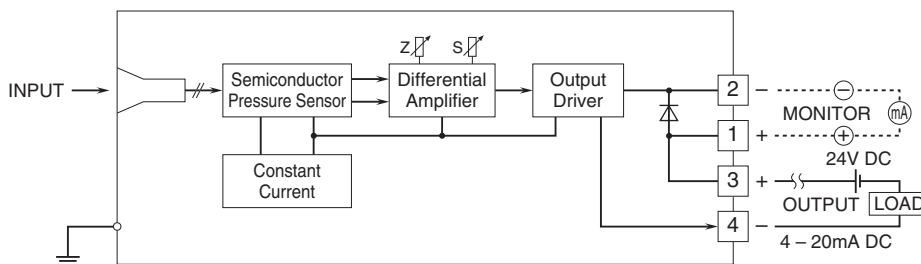 Z
S
INPUT
Semiconductor
Pressure Sensor
Differential
Amplifier
Output
Driver
Constant
Current
2
−
−
MONITOR
mA
1
+
+
24V DC
3
+
OUTPUT
LOAD
4
−
4 – 20mA DC